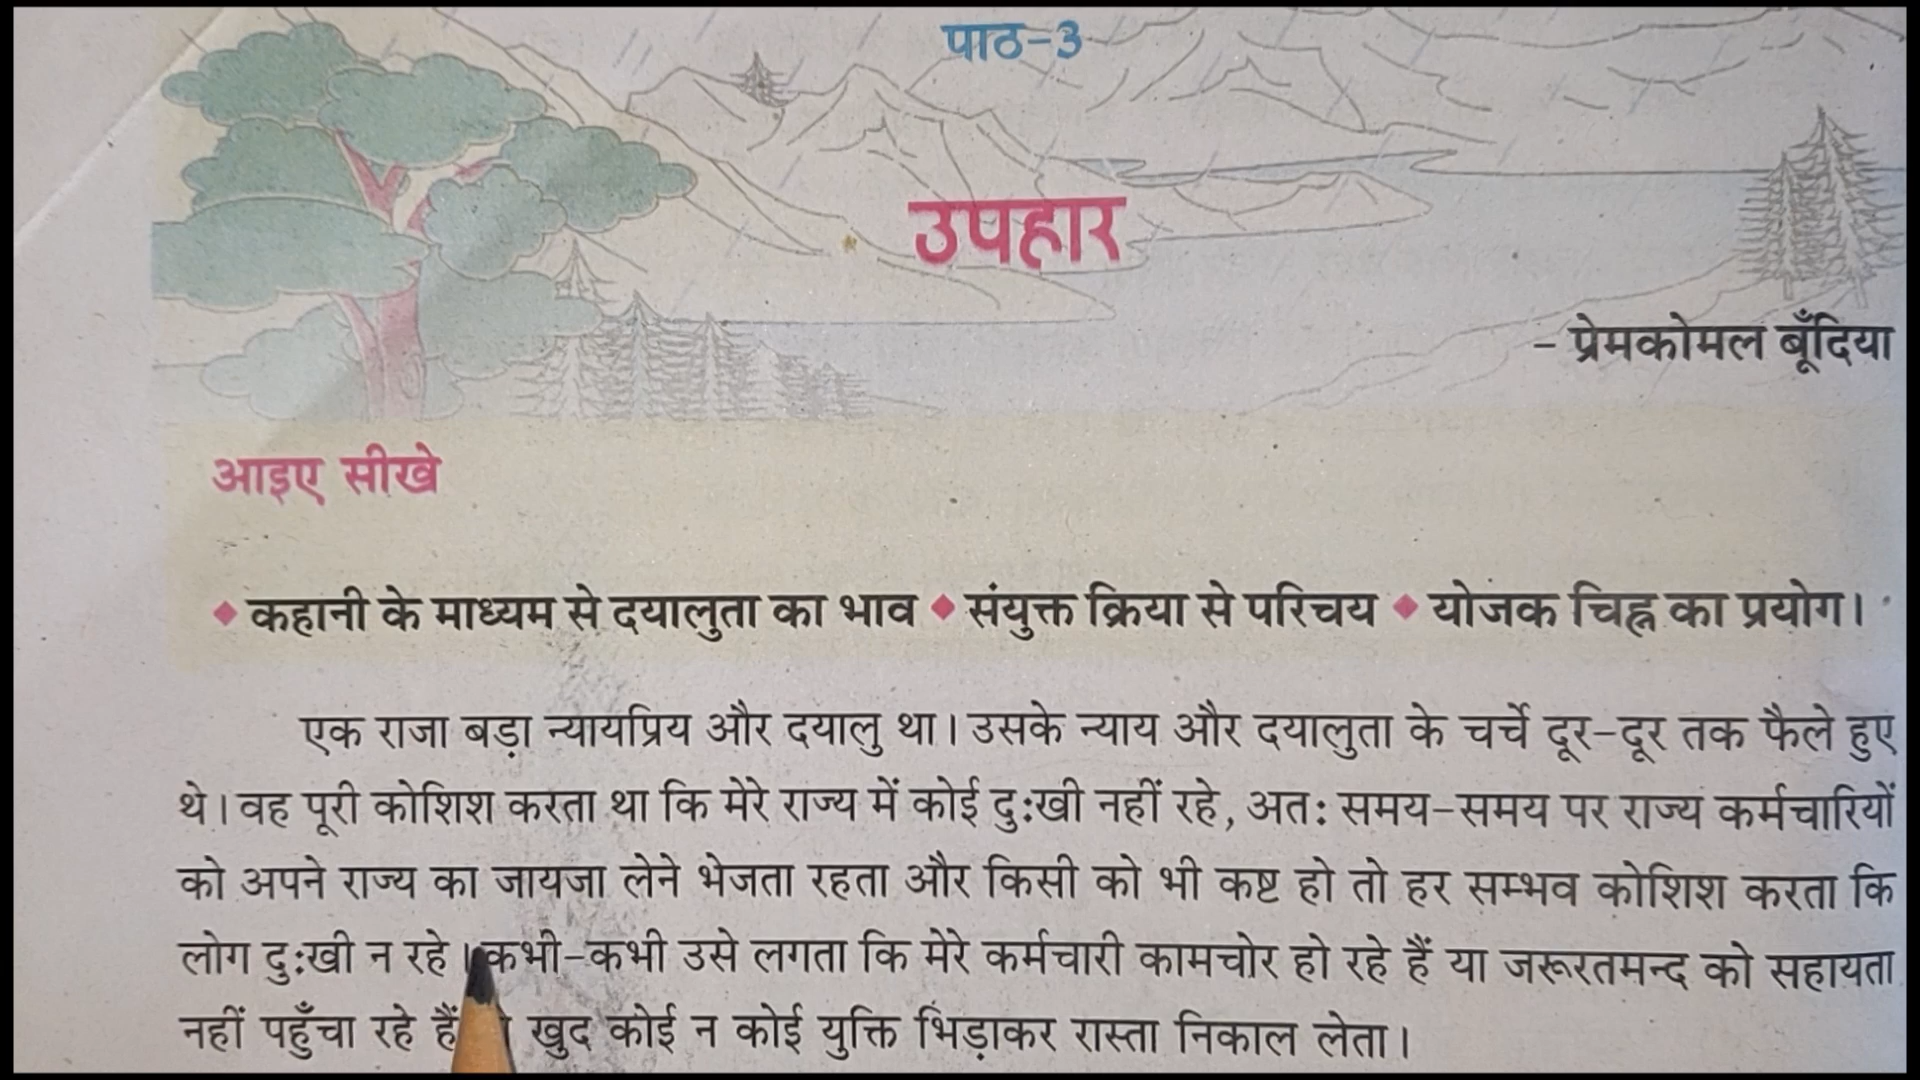 पाठ-3
उपहार
- प्रेमकोमल बूँदिया
आइए सीखे
◆ कहानी के माध्यम से दयालुता का भाव ◆ संयुक्त क्रिया से परिचय ◆ योजक चिह्न का प्रयोग।
एक राजा बड़ा न्यायप्रिय और दयालु था। उसके न्याय और दयालुता के चर्चे दूर-दूर तक फैले हुए
थे। वह पूरी कोशिश करता था कि मेरे राज्य में कोई दुःखी नहीं रहे, अतः समय-समय पर राज्य कर्मचारियों
को अपने राज्य का जायजा लेने भेजता रहता और किसी को भी कष्ट हो तो हर सम्भव कोशिश करता कि
लोग दुःखी न रहे। कभी-कभी उसे लगता कि मेरे कर्मचारी कामचोर हो रहे हैं या जरूरतमन्द को सहायता
नहीं पहुँचा रहे हैं खुद कोई न कोई युक्ति भिड़ाकर रास्ता निकाल लेता।